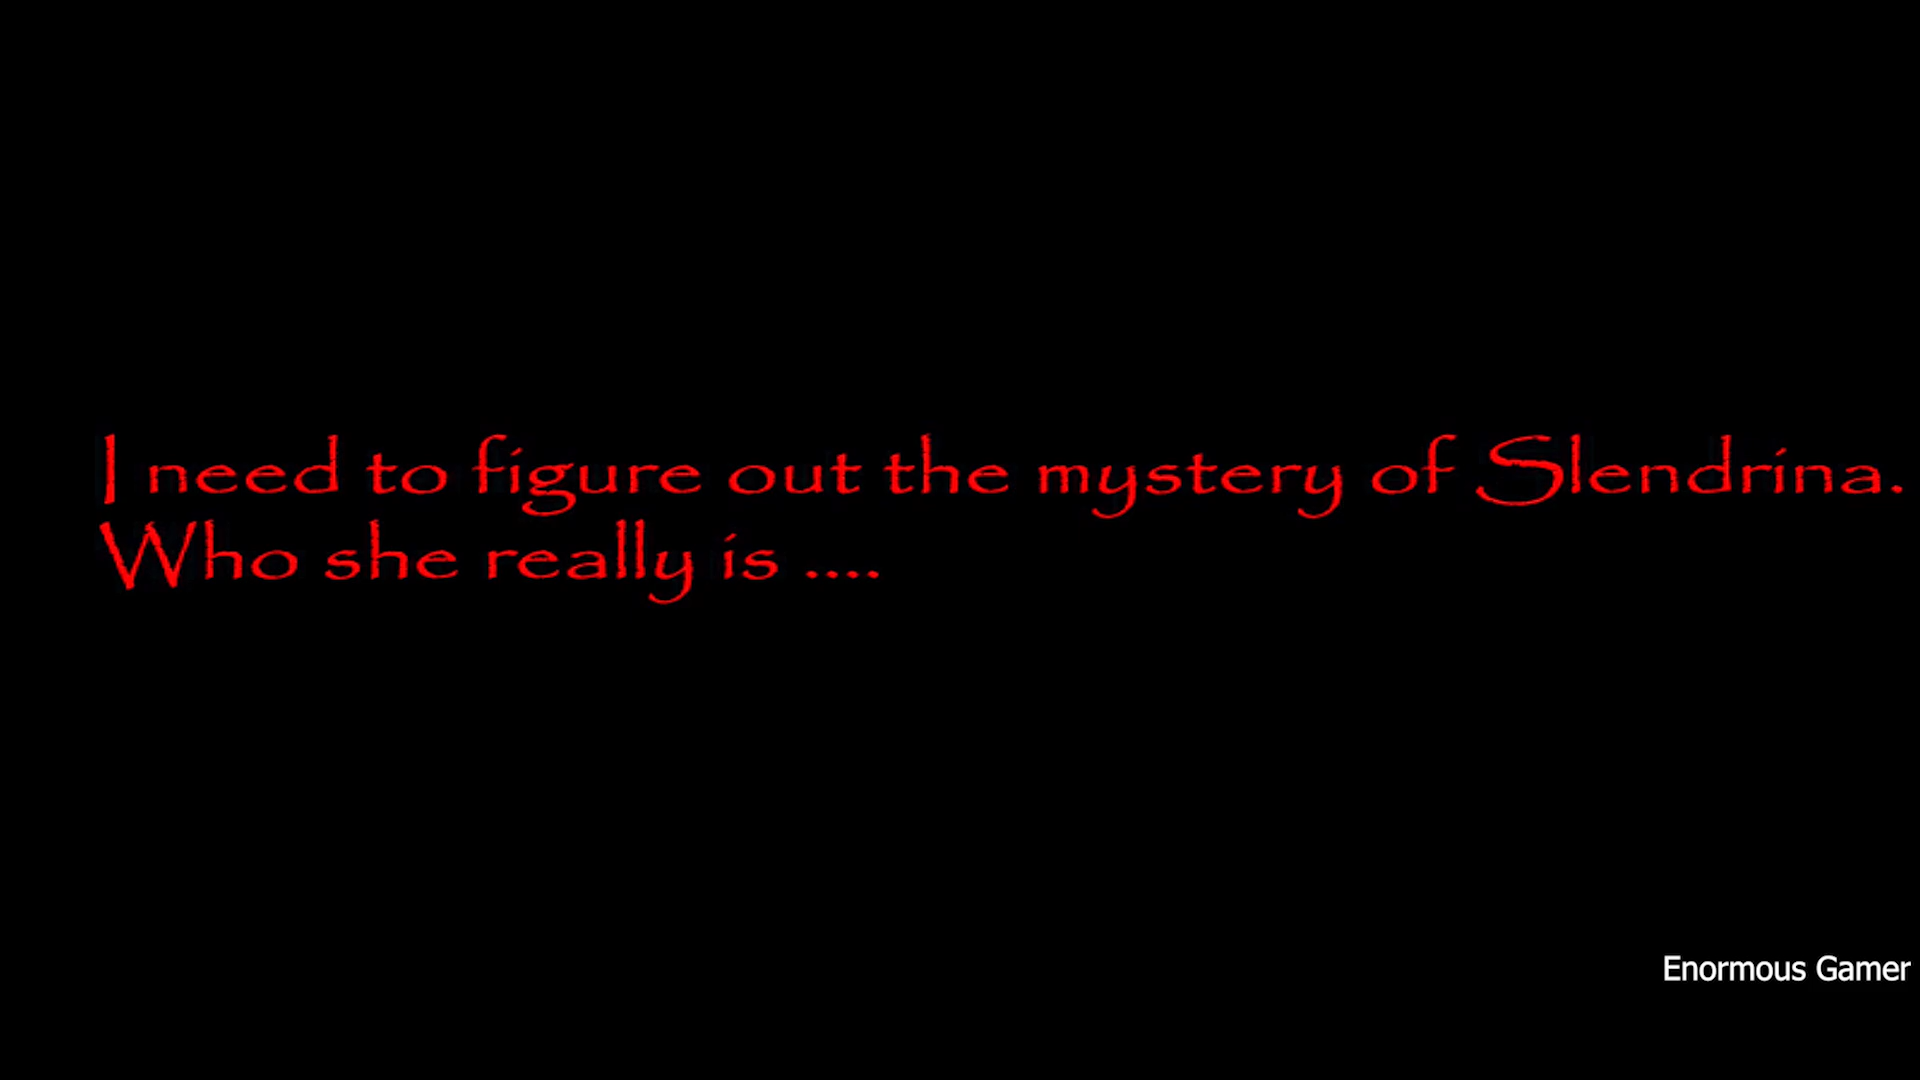 I need to figure out the mystery of Slendrina.
Who she really is ....
Enormous Gamer